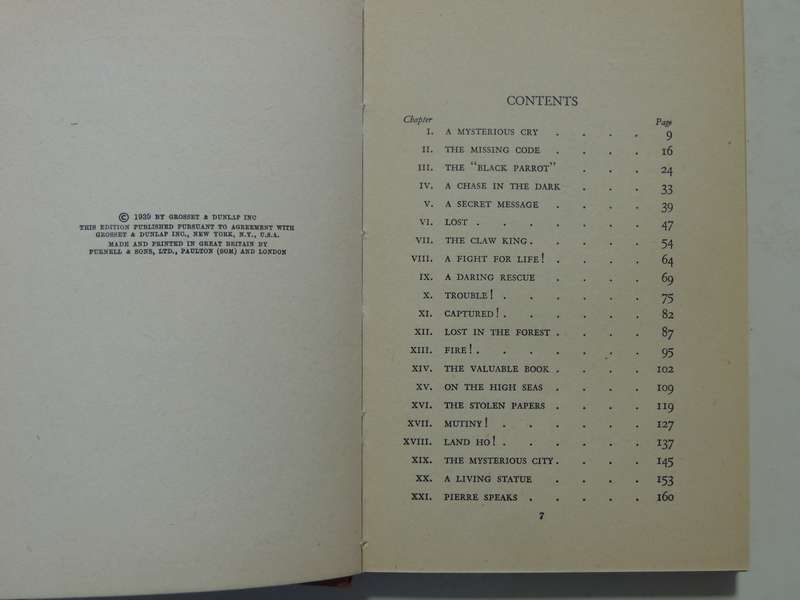 © 1939 BY GROSSET & DUNLAP INC
THIS EDITION PUBLISHED PURSUANT TO AGREEMENT WITH
GROSSET & DUNLAP INC., NEW YORK, N.Y., U.S.A.
MADE AND PRINTED IN GREAT BRITAIN BY
PURNELL & SONS, LTD., PAULTON (SOM) AND LONDON
CONTENTS
Chapter Page
I. A MYSTERIOUS CRY . . . . 9
II. THE MISSING CODE . . . . 16
III. THE "BLACK PARROT" . . . 24
IV. A CHASE IN THE DARK . . . 33
V. A SECRET MESSAGE . . . . 39
VI. LOST . . . . . . . 47
VII. THE CLAW KING . . . . . 54
VIII. A FIGHT FOR LIFE! . . . . 64
IX. A DARING RESCUE . . . . 69
X. TROUBLE! . . . . . . 75
XI. CAPTURED! . . . . . . 82
XII. LOST IN THE FOREST . . . . 87
XIII. FIRE! . . . . . . . 95
XIV. THE VALUABLE BOOK . . . . 102
XV. ON THE HIGH SEAS . . . . 109
XVI. THE STOLEN PAPERS . . . . 119
XVII. MUTINY! . . . . . . 127
XVIII. LAND HO! . . . . . . 137
XIX. THE MYSTERIOUS CITY . . . . 145
XX. A LIVING STATUE . . . . 153
XXI. PIERRE SPEAKS . . . . . 160
7